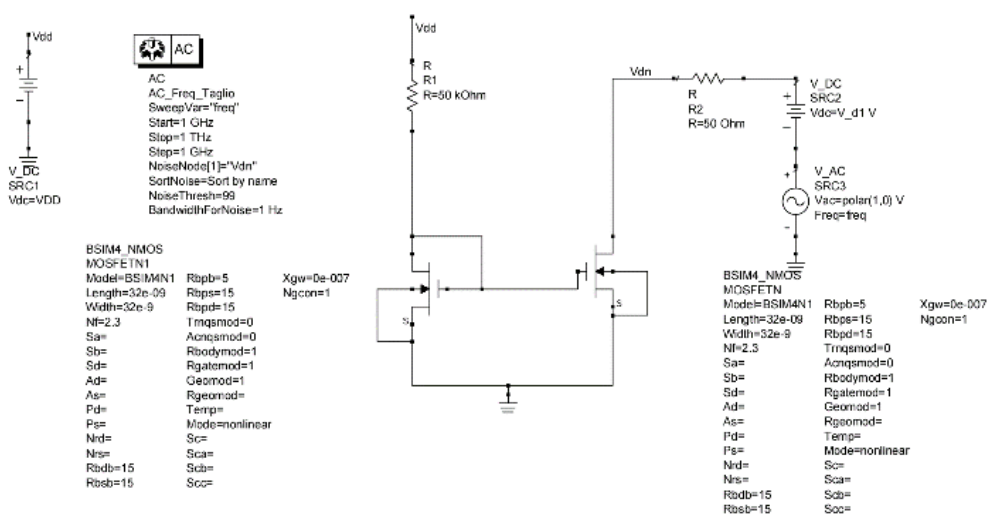 Vdd
V_DC
SRC1
Vdc=VDD
AC
AC
AC_Freq_Taglio
SweepVar="freq"
Start=1 GHz
Stop=1 THz
Step=1 GHz
NoiseNode[1]="Vdn"
SortNoise=Sort by name
NoiseThresh=99
BandwidthForNoise=1 Hz
Vdd
R
R1
R=50 kOhm
Vdn
R
R2
R=50 Ohm
V_DC
SRC2
Vdc=V_d1 V
V_AC
SRC3
Vac=polar(1,0) V
Freq=freq
S
S
BSIM4_NMOS
MOSFETN1
Model=BSIM4N1 Rbpb=5 Xgw=0e-007
Length=32e-09 Rbps=15 Ngcon=1
Width=32e-9 Rbpd=15
Nf=2.3 Trnqsmod=0
Sa= Acnqsmod=0
Sb= Rbodymod=1
Sd= Rgatemod=1
Ad= Geomod=1
As= Rgeomod=
Pd= Temp=
Ps= Mode=nonlinear
Nrd= Sc=
Nrs= Sca=
Rbdb=15 Scb=
Rbsb=15 Scc=
BSIM4_NMOS
MOSFETN
Model=BSIM4N1 Rbpb=5 Xgw=0e-007
Length=32e-09 Rbps=15 Ngcon=1
Width=32e-9 Rbpd=15
Nf=2.3 Trnqsmod=0
Sa= Acnqsmod=0
Sb= Rbodymod=1
Sd= Rgatemod=1
Ad= Geomod=1
As= Rgeomod=
Pd= Temp=
Ps= Mode=nonlinear
Nrd= Sc=
Nrs= Sca=
Rbdb=15 Scb=
Rbsb=15 Scc=